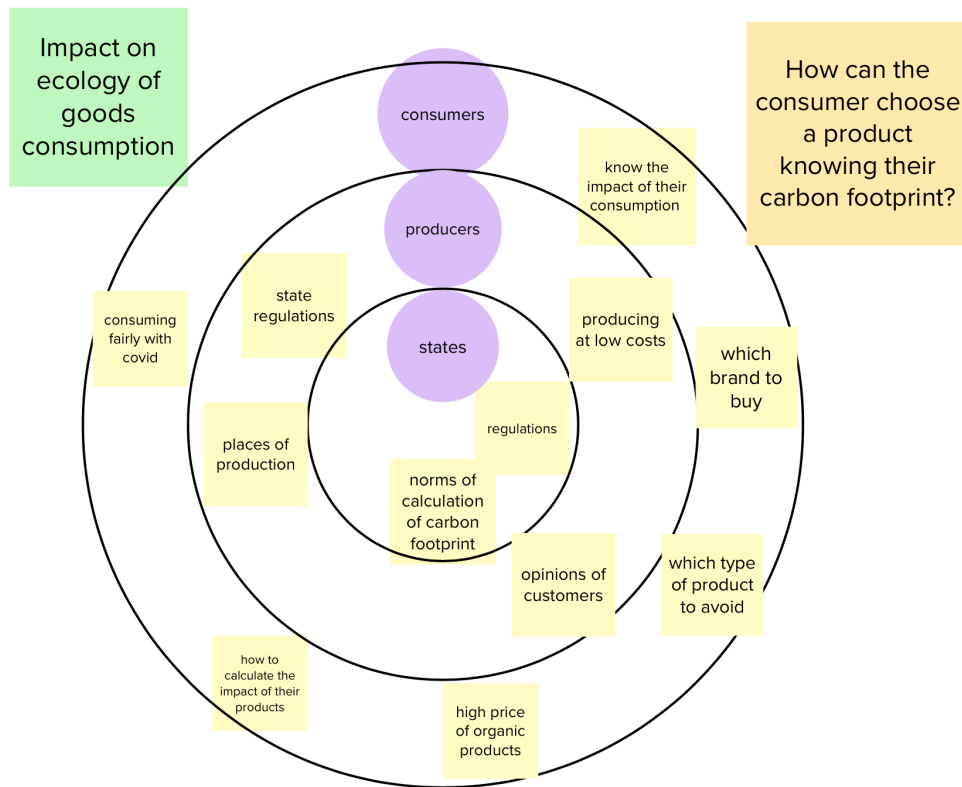 Impact on
ecology of
goods
consumption
How can the
consumer choose
a product
knowing their
carbon footprint?
consumers
know the
impact of their
consumption
producers
state
regulations
producing
at low costs
consuming
fairly with
covid
states
which
brand to
buy
regulations
places of
production
norms of
calculation
of carbon
footprint
opinions of
customers
which type
of product
to avoid
how to
calculate the
impact of their
products
high price
of organic
products